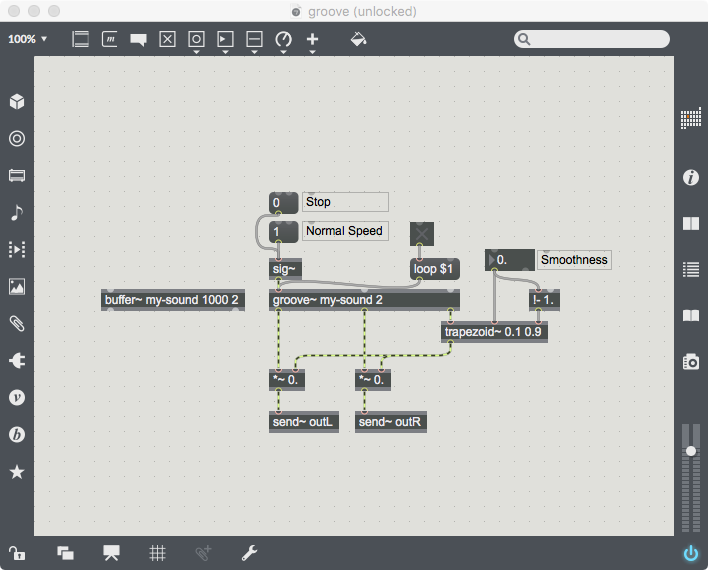 groove (unlocked)
100%
m
0
Stop
1
Normal Speed
sig~
loop $1
0.
Smoothness
buffer~ my-sound 1000 2
groove~ my-sound 2
!- 1.
trapezoid~ 0.1 0.9
*~ 0.
*~ 0.
send~ outL
send~ outR
v
b